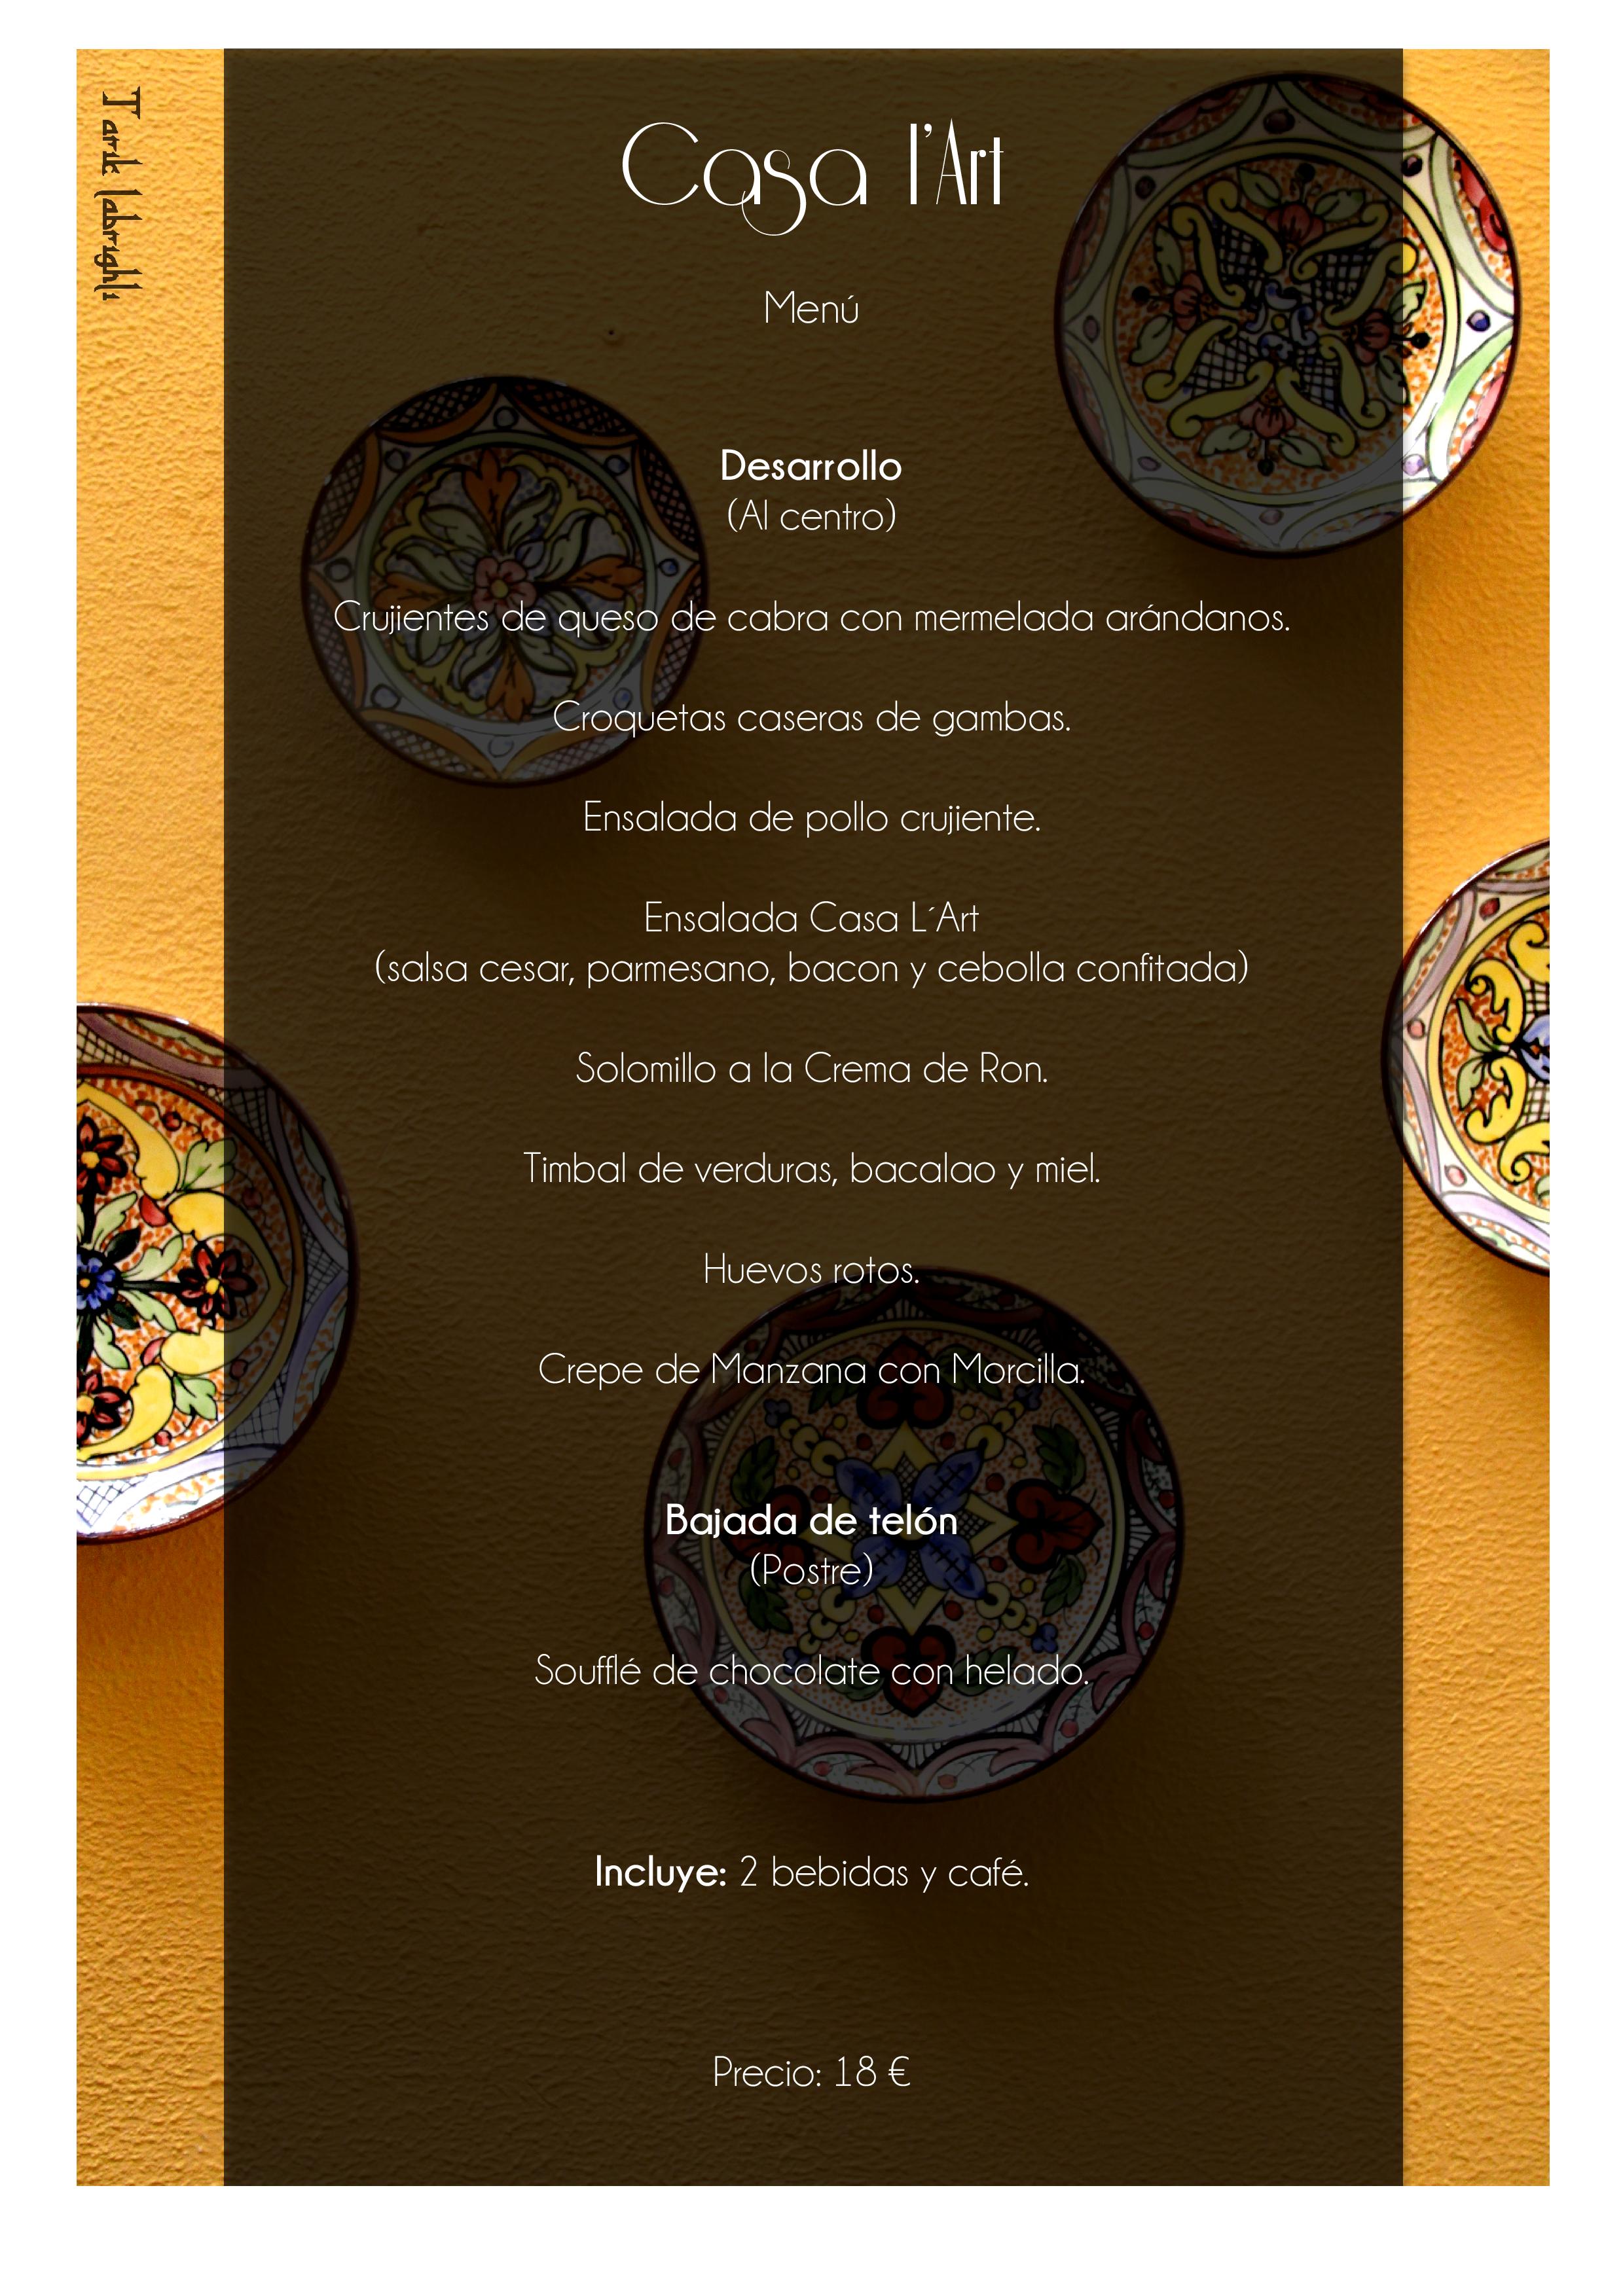 Tarik labrighli
Casa l'Art
Menú
Desarrollo
(Al centro)
Crujientes de queso de cabra con mermelada arándanos.
Croquetas caseras de gambas.
Ensalada de pollo crujiente.
Ensalada Casa L´Art
(salsa cesar, parmesano, bacon y cebolla confitada)
Solomillo a la Crema de Ron.
Timbal de verduras, bacalao y miel.
Huevos rotos.
Crepe de Manzana con Morcilla.
Bajada de telón
(Postre)
Soufflé de chocolate con helado.
Incluye: 2 bebidas y café.
Precio: 18 €